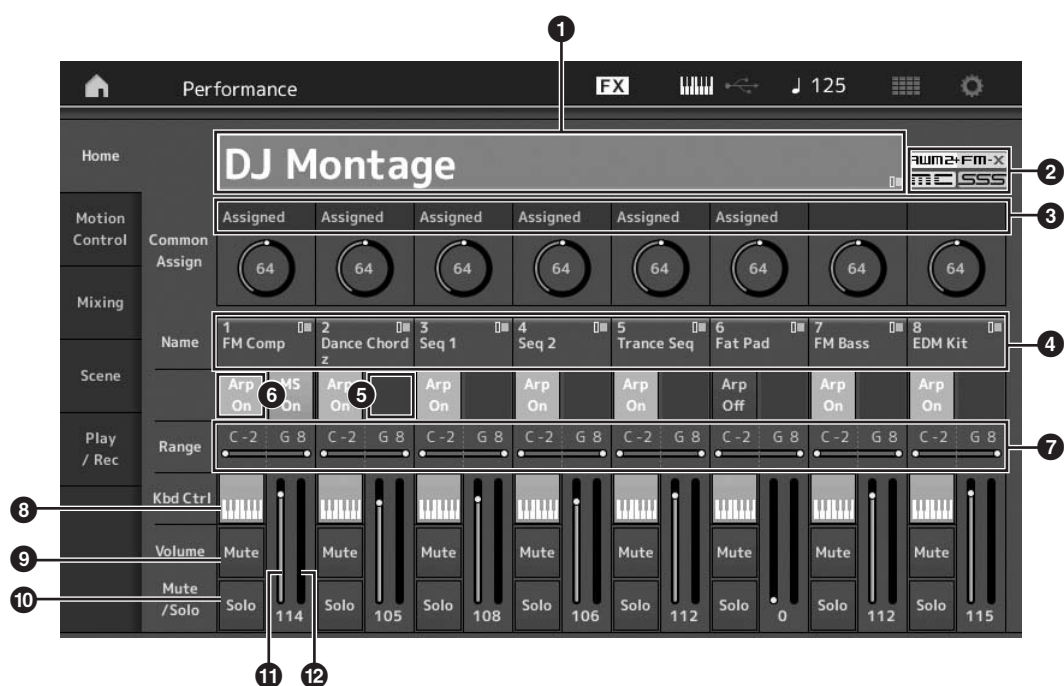 1
Performance FX 125
Home DJ Montage AWM2+FM-X 2
MC SSS
Motion Control Common Assign Assigned Assigned Assigned Assigned Assigned Assigned 3
64 64 64 64 64 64 64 64
Mixing
Name 1 FM Comp 2 Dance Chord z 3 Seq 1 4 Seq 2 5 Trance Seq 6 Fat Pad 7 FM Bass 8 EDM Kit 4
Scene Arp On 6 MS On Arp On 5 Arp On Arp On Arp On Arp Off Arp On Arp On
Play / Rec Range C -2 G 8 C -2 G 8 C -2 G 8 C -2 G 8 C -2 G 8 C -2 G 8 C -2 G 8 C -2 G 8 7
8 Kbd Ctrl
9 Volume Mute Mute Mute Mute Mute Mute Mute Mute
10 Mute /Solo Solo Solo Solo Solo Solo Solo Solo Solo
114 105 108 106 112 0 112 115
11 12